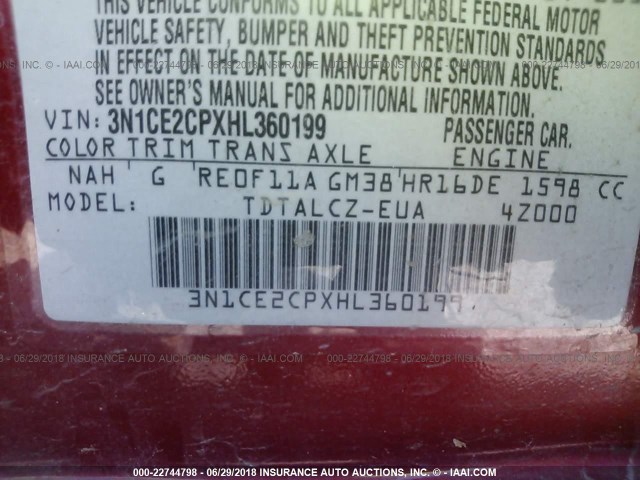 THIS VEHICLE CONFORMS TO ALL APPLICABLE FEDERAL MOTOR
VEHICLE SAFETY, BUMPER AND THEFT PREVENTION STANDARDS
IN EFFECT ON THE DATE OF MANUFACTURE SHOWN ABOVE.
SEE OWNER'S MANUAL FOR ADDITIONAL INFORMATION.
VIN: 3N1CE2CPXHL360199 PASSENGER CAR.
COLOR TRIM TRANS AXLE ENGINE
NAH G RE0F11A GM38 HR16DE 1598 CC
MODEL: TDTALCZ-EUA 4Z000
3N1CE2CPXHL360199
000-22744798 - 06/29/2018 INSURANCE AUTO AUCTIONS, INC. - © IAAI.COM